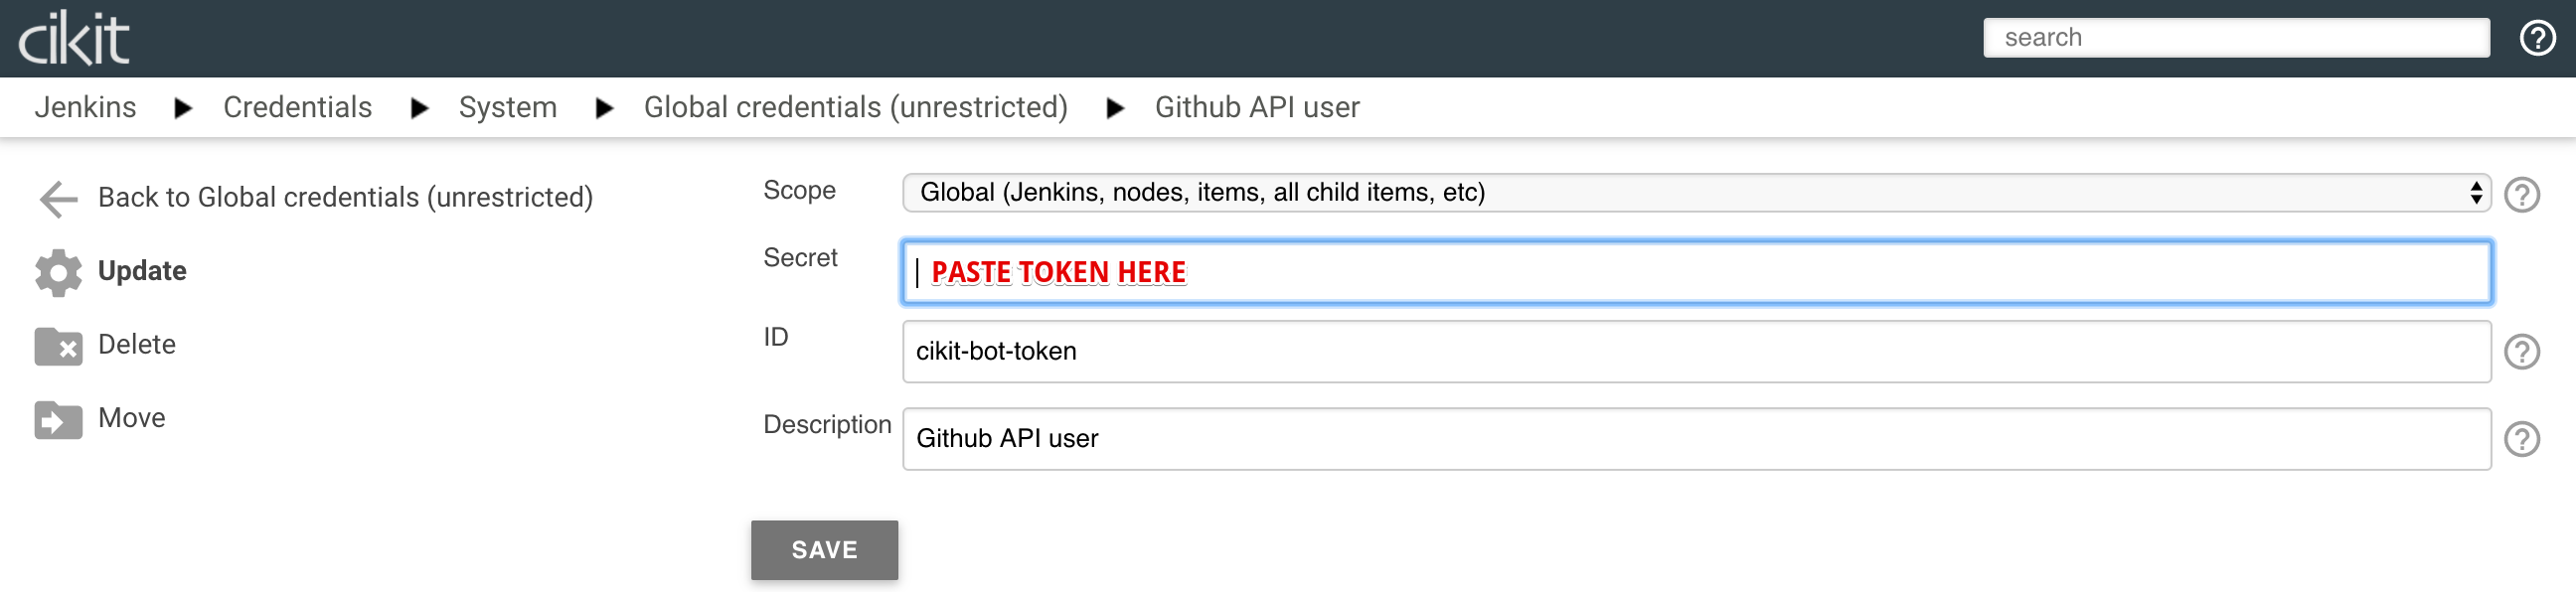 cikit
search
Jenkins Credentials System Global credentials (unrestricted) Github API user
Back to Global credentials (unrestricted)
Update
Delete
Move
Scope Global (Jenkins, nodes, items, all child items, etc)
Secret PASTE TOKEN HERE
ID cikit-bot-token
Description Github API user
SAVE